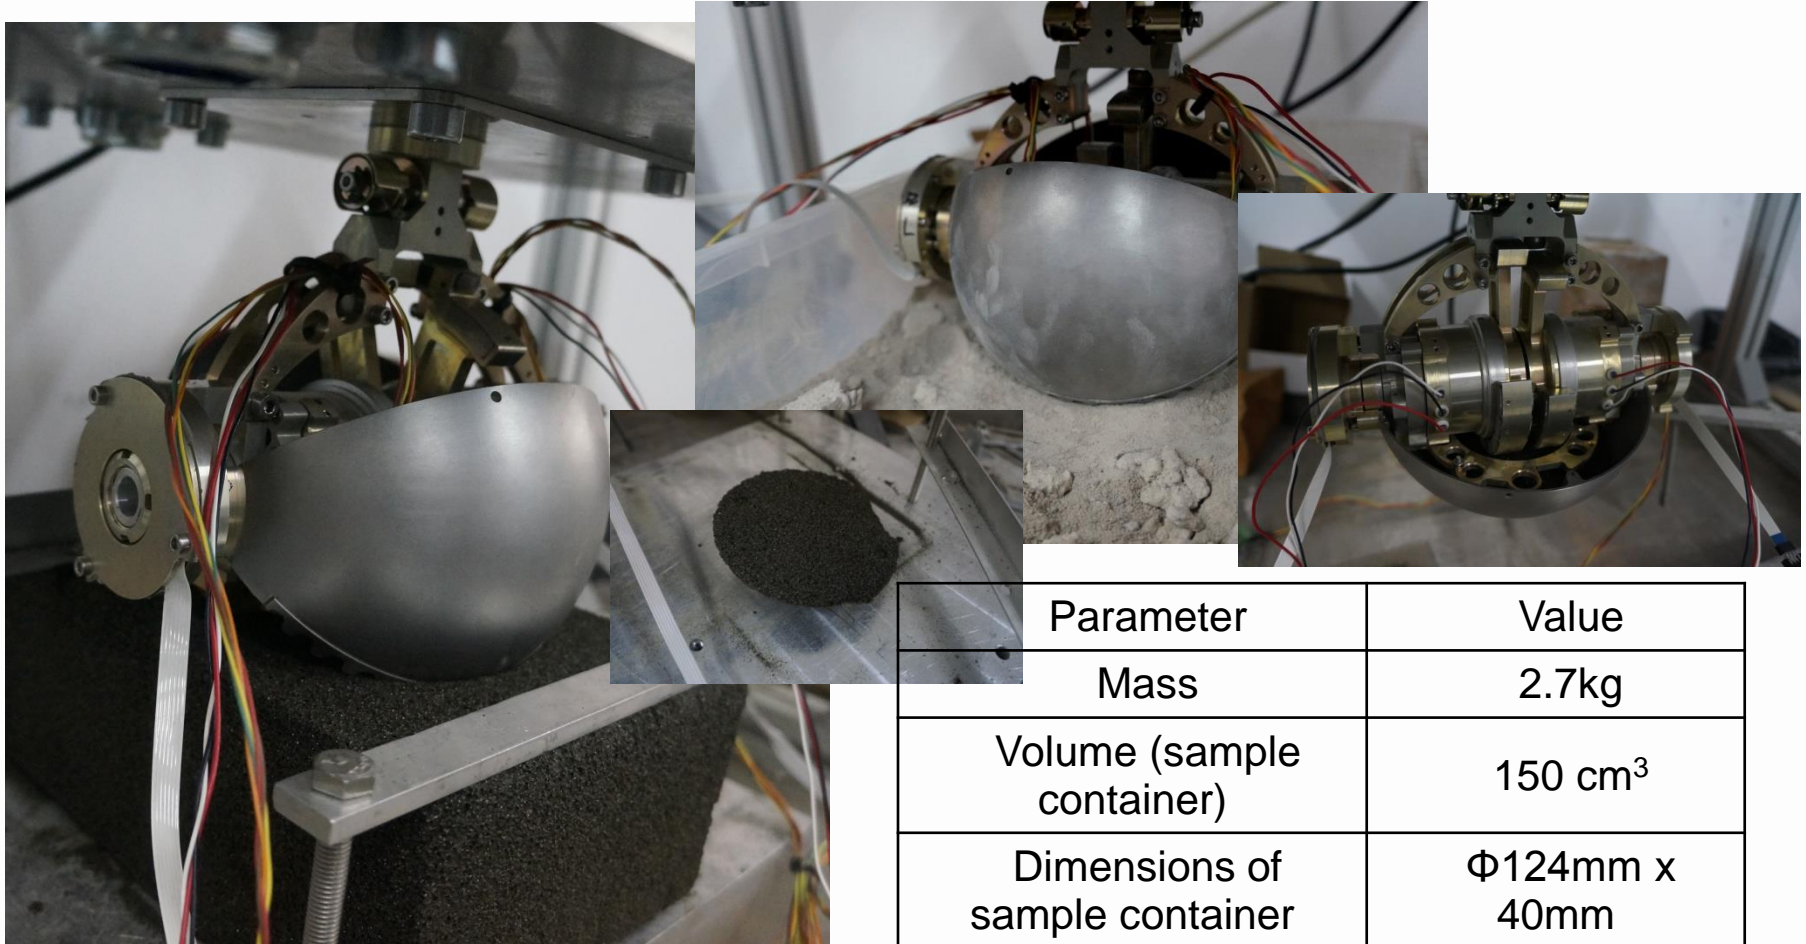 Parameter
Value
Mass
2.7kg
Volume (sample
container)
150 cm³
Dimensions of
sample container
Φ124mm x
40mm